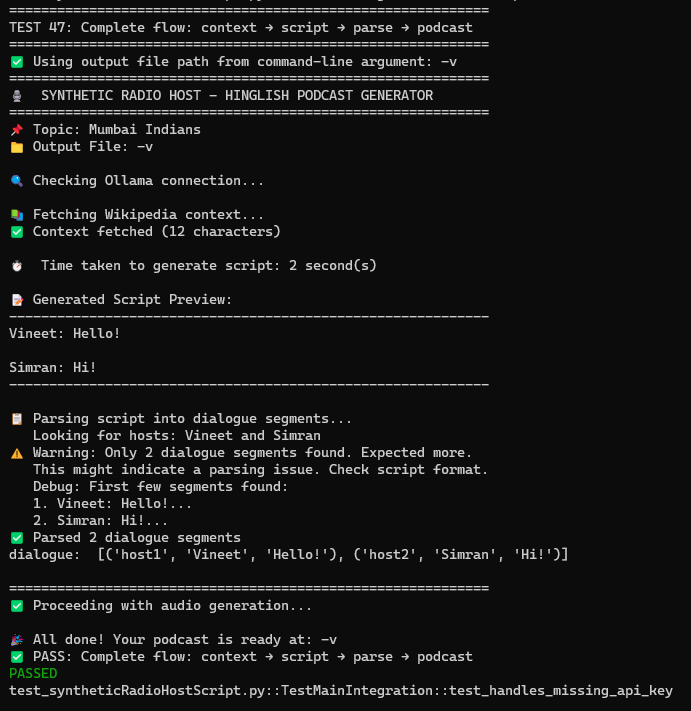 ============================================================
TEST 47: Complete flow: context → script → parse → podcast
============================================================
✅ Using output file path from command-line argument: -v
============================================================
🎙️ SYNTHETIC RADIO HOST - HINGLISH PODCAST GENERATOR
============================================================
📌 Topic: Mumbai Indians
📁 Output File: -v
🔍 Checking Ollama connection...
📚 Fetching Wikipedia context...
✅ Context fetched (12 characters)
⏱️ Time taken to generate script: 2 second(s)
📝 Generated Script Preview:
------------------------------------------------------------
Vineet: Hello!
Simran: Hi!
------------------------------------------------------------
📋 Parsing script into dialogue segments...
Looking for hosts: Vineet and Simran
⚠️ Warning: Only 2 dialogue segments found. Expected more.
This might indicate a parsing issue. Check script format.
Debug: First few segments found:
1. Vineet: Hello!...
2. Simran: Hi!...
✅ Parsed 2 dialogue segments
dialogue:  [('host1', 'Vineet', 'Hello!'), ('host2', 'Simran', 'Hi!')]
============================================================
✅ Proceeding with audio generation...
🎉 All done! Your podcast is ready at: -v
✅ PASS: Complete flow: context → script → parse → podcast
PASSED
test_syntheticRadioHostScript.py::TestMainIntegration::test_handles_missing_api_key